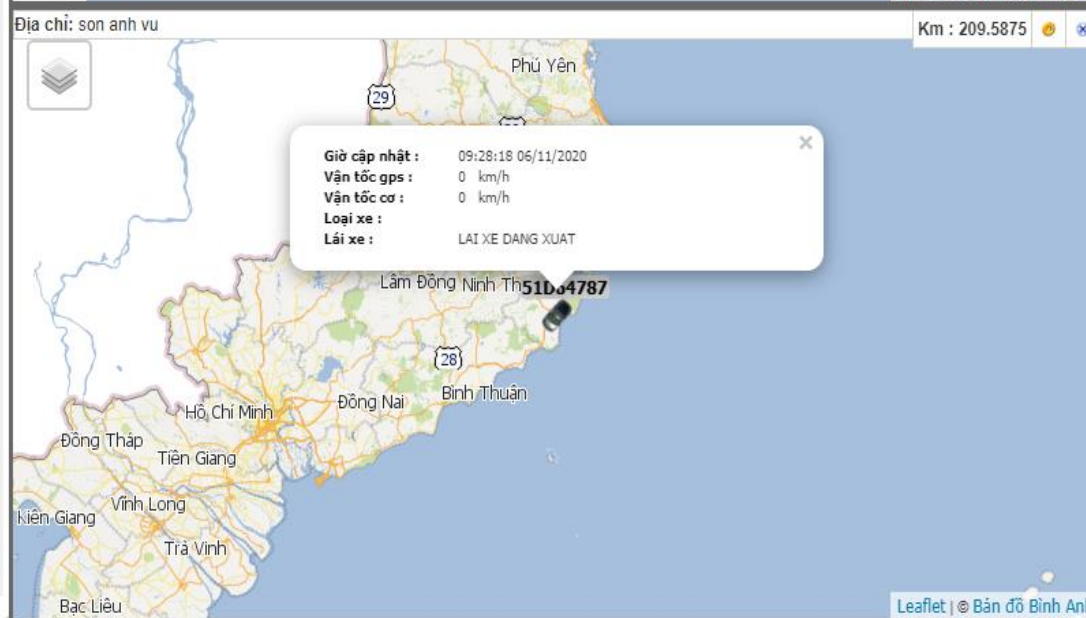 Địa chỉ: son anh vu
Km : 209.5875
Phú Yên
29
Giờ cập nhật : 09:28:18 06/11/2020
Vận tốc gps : 0 km/h
Vận tốc cơ : 0 km/h
Loại xe :
Lái xe : LAI XE DANG XUAT
Lâm Đồng
Ninh Th
51D64787
28
Đồng Nai
Bình Thuận
Hồ Chí Minh
Đồng Tháp
Tiền Giang
Vĩnh Long
Kiên Giang
Trà Vinh
Bạc Liêu
Leaflet | © Bản đồ Bình Anh